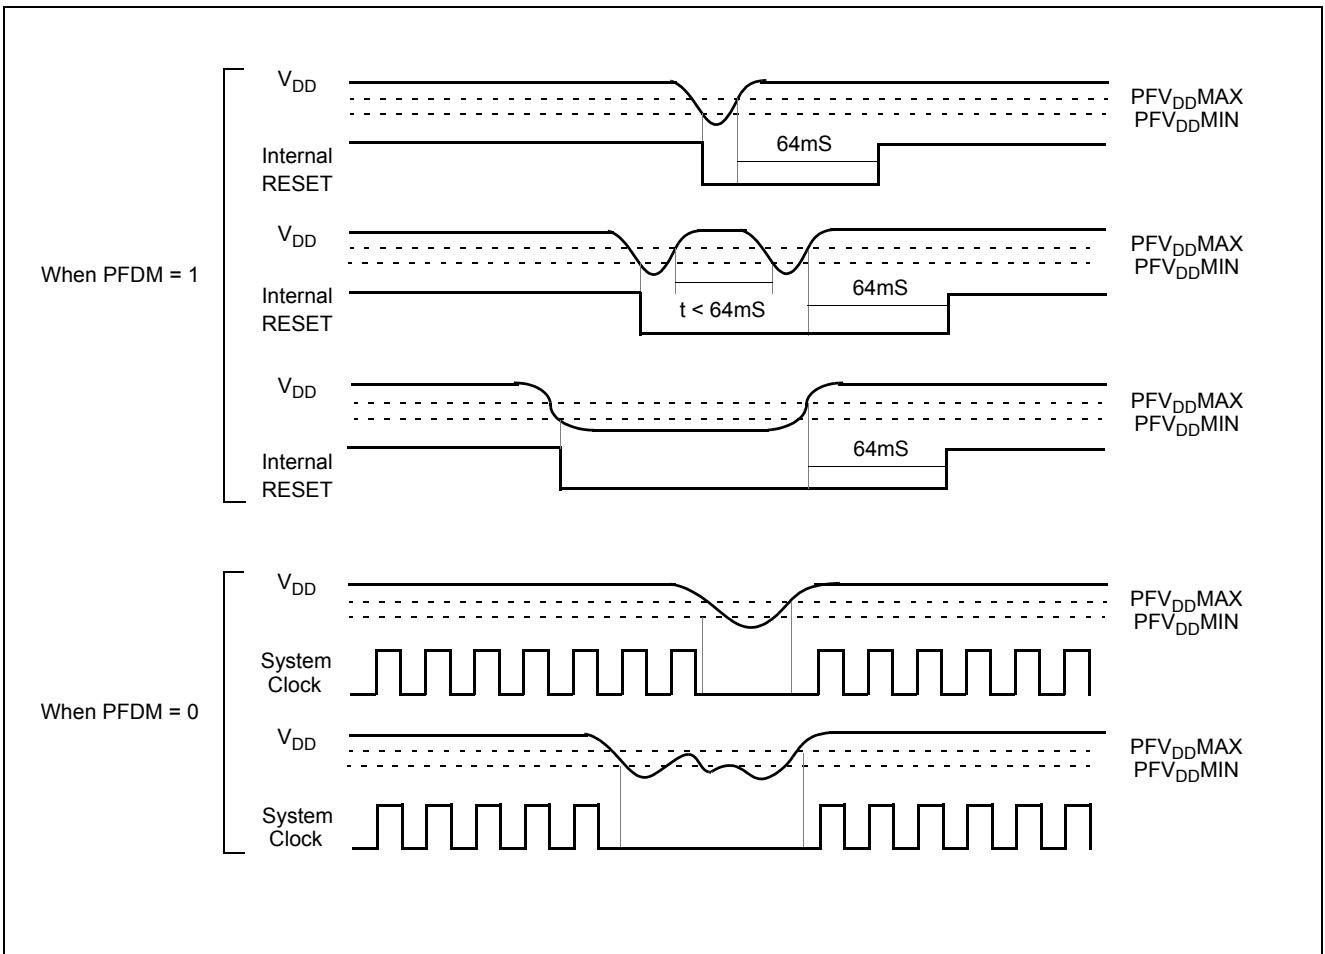 When PFDM = 1
VDD
PFVDDMAX
PFVDDMIN
Internal
RESET
64mS
VDD
PFVDDMAX
PFVDDMIN
Internal
RESET
t < 64mS
64mS
VDD
PFVDDMAX
PFVDDMIN
Internal
RESET
64mS
When PFDM = 0
VDD
PFVDDMAX
PFVDDMIN
System
Clock
VDD
PFVDDMAX
PFVDDMIN
System
Clock